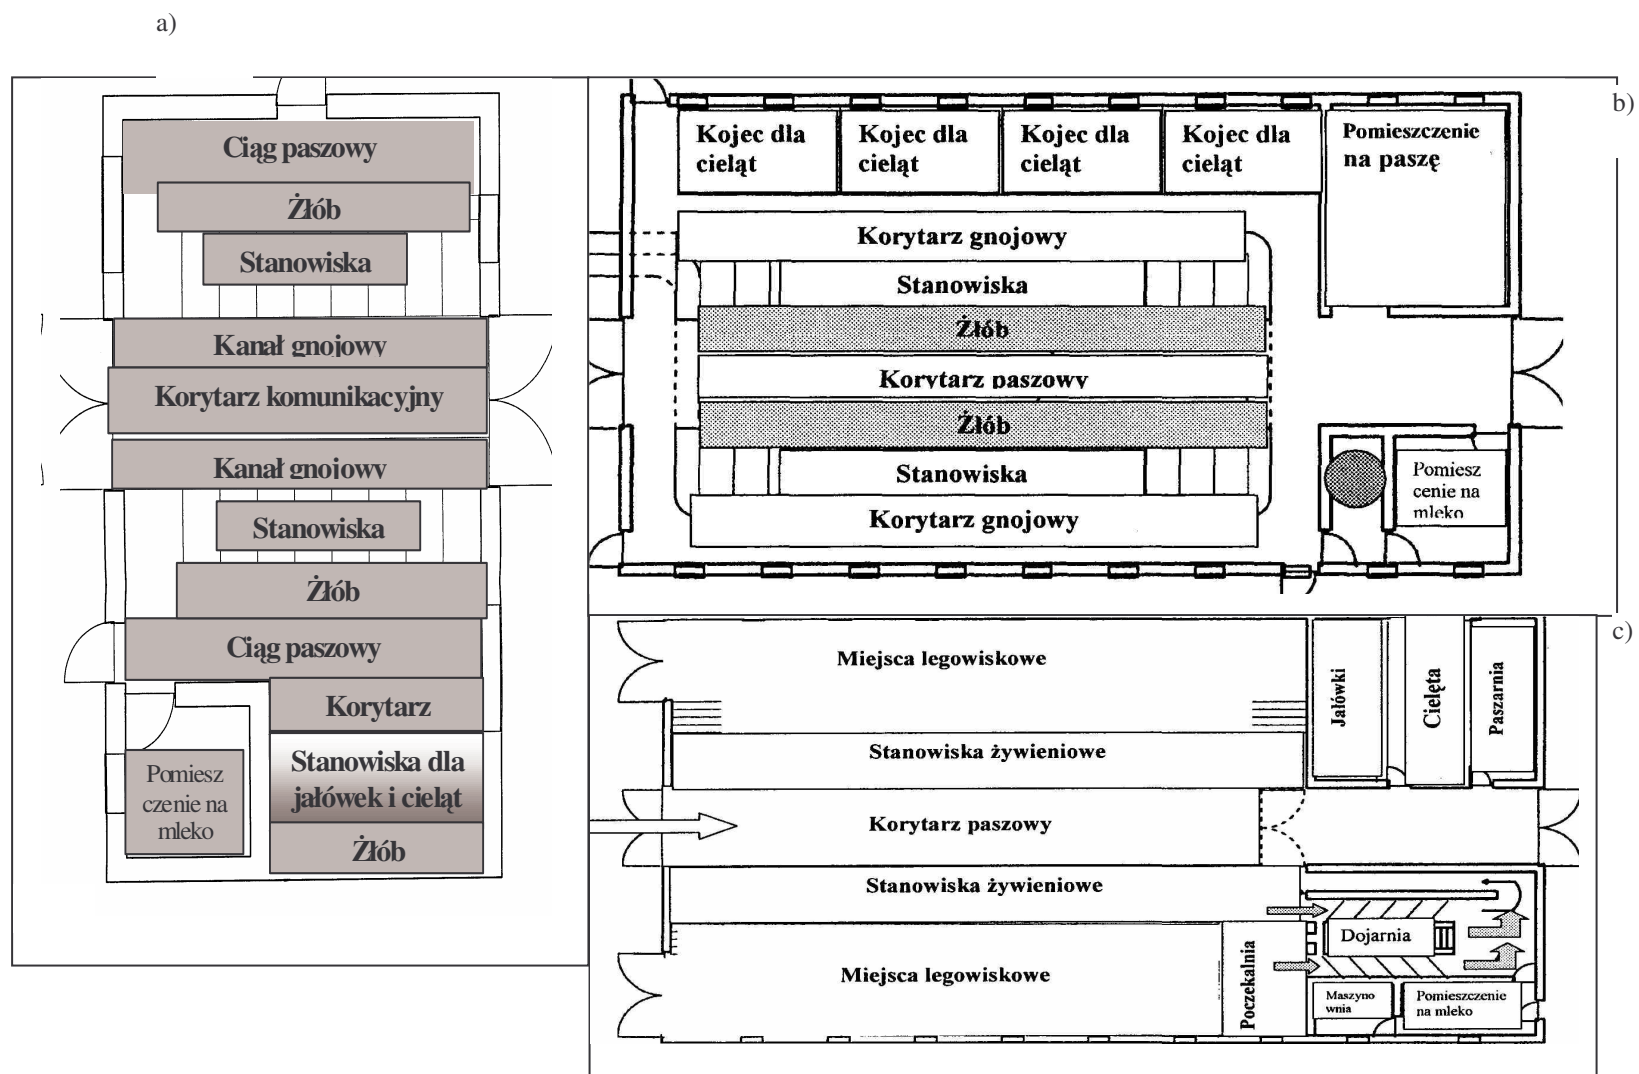 a)
Ciąg paszowy
Żłób
Stanowiska
Kanał gnojowy
Korytarz komunikacyjny
Kanał gnojowy
Stanowiska
Żłób
Ciąg paszowy
Korytarz
Stanowiska dla
jałówek i cieląt
Żłób
Pomiesz
czenie na
mleko
b)
Kojec dla
cieląt
Kojec dla
cieląt
Kojec dla
cieląt
Kojec dla
cieląt
Pomieszczenie
na paszę
Korytarz gnojowy
Stanowiska
Żłób
Korytarz paszowy
Żłób
Stanowiska
Korytarz gnojowy
Pomiesz
cenie na
mleko
c)
Miejsca legowiskowe
Stanowiska żywieniowe
Korytarz paszowy
Stanowiska żywieniowe
Miejsca legowiskowe
Poczekalnia
Jałówki
Cielęta
Paszarnia
Dojarnia
Maszyno
wnia
Pomieszczenie
na mleko